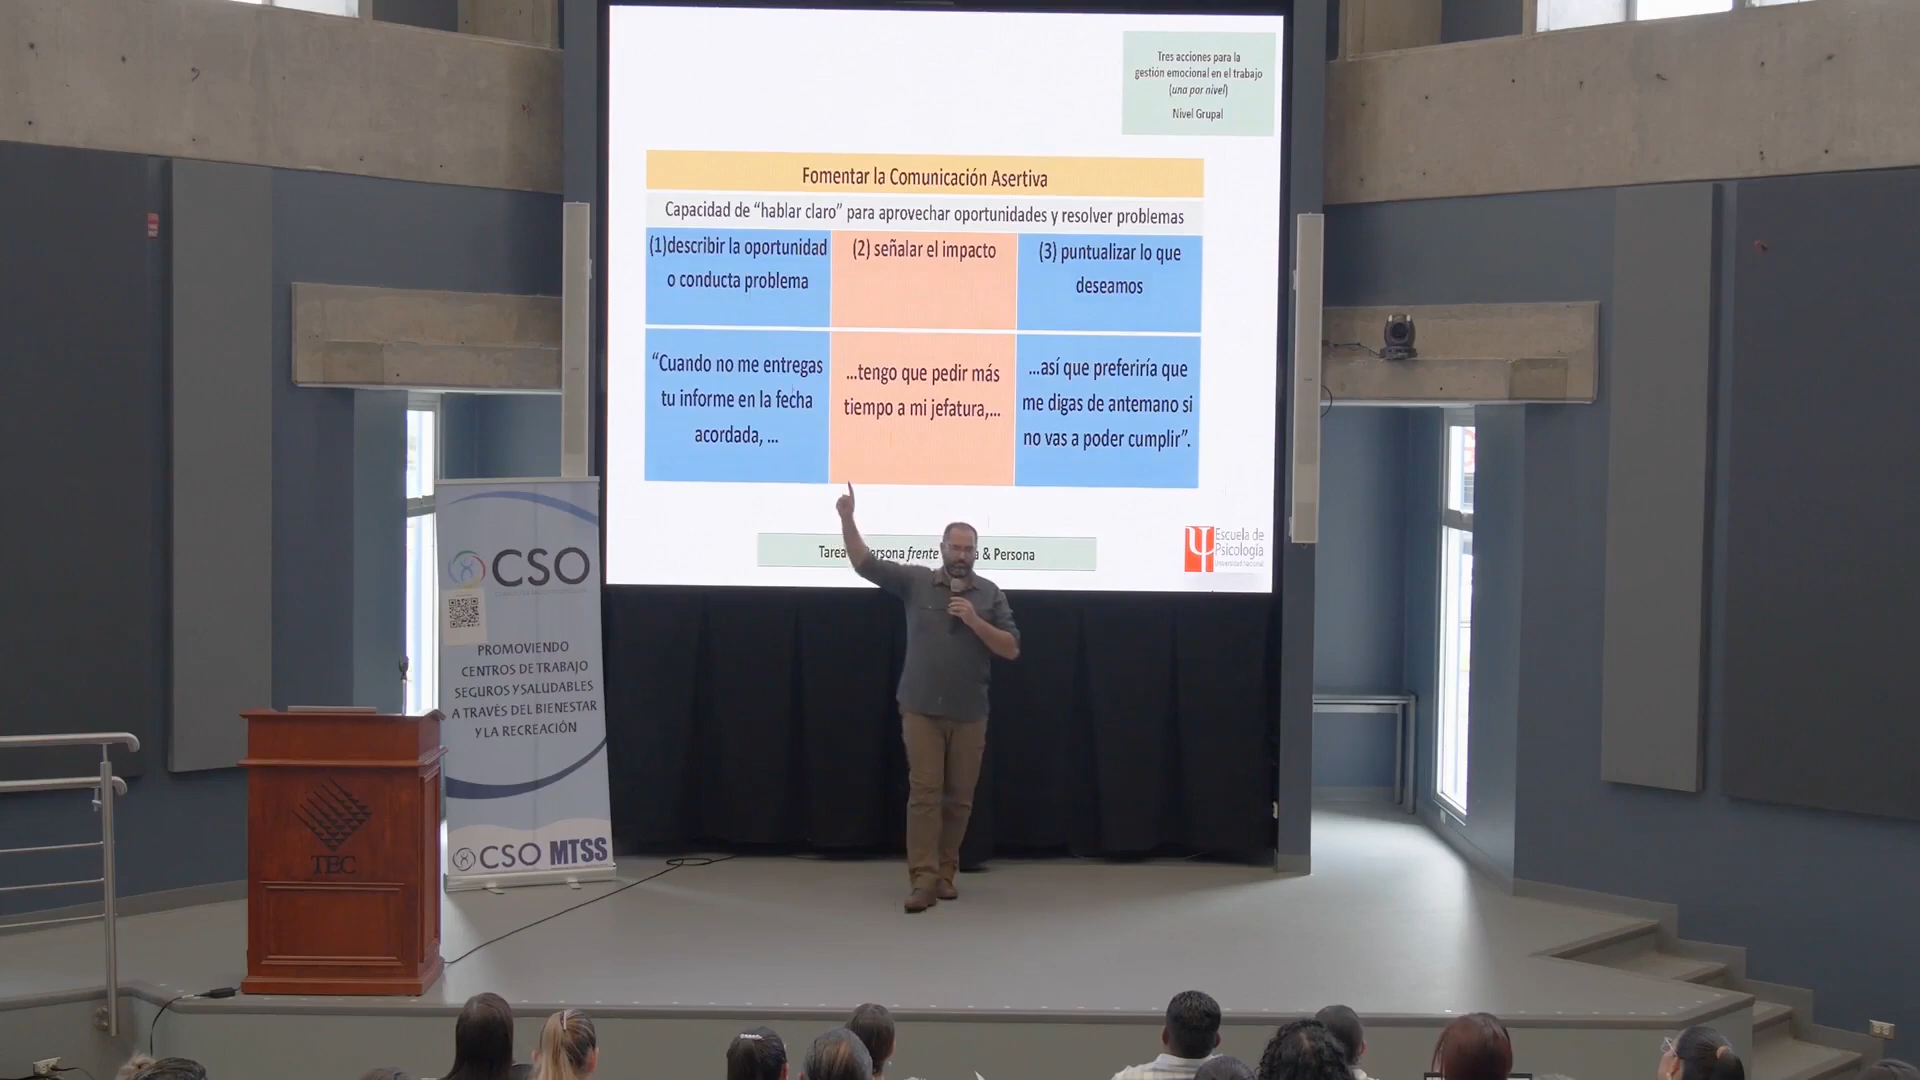 Tres acciones para la
gestión emocional en el trabajo
(una por nivel)
Nivel Grupal
Fomentar la Comunicación Asertiva
Capacidad de “hablar claro” para aprovechar oportunidades y resolver problemas
(1)describir la oportunidad
o conducta problema
(2) señalar el impacto
(3) puntualizar lo que
deseamos
“Cuando no me entregas
tu informe en la fecha
acordada, ...
...tengo que pedir más
tiempo a mi jefatura,...
...así que preferiría que
me digas de antemano si
no vas a poder cumplir”.
Tarea frente & Persona
Escuela de
Psicología
Universidad Nacional
CSO
PROMOVIENDO
CENTROS DE TRABAJO
SEGUROS Y SALUDABLES
A TRAVÉS DEL BIENESTAR
Y LA RECREACIÓN
CSO MTSS
TEC